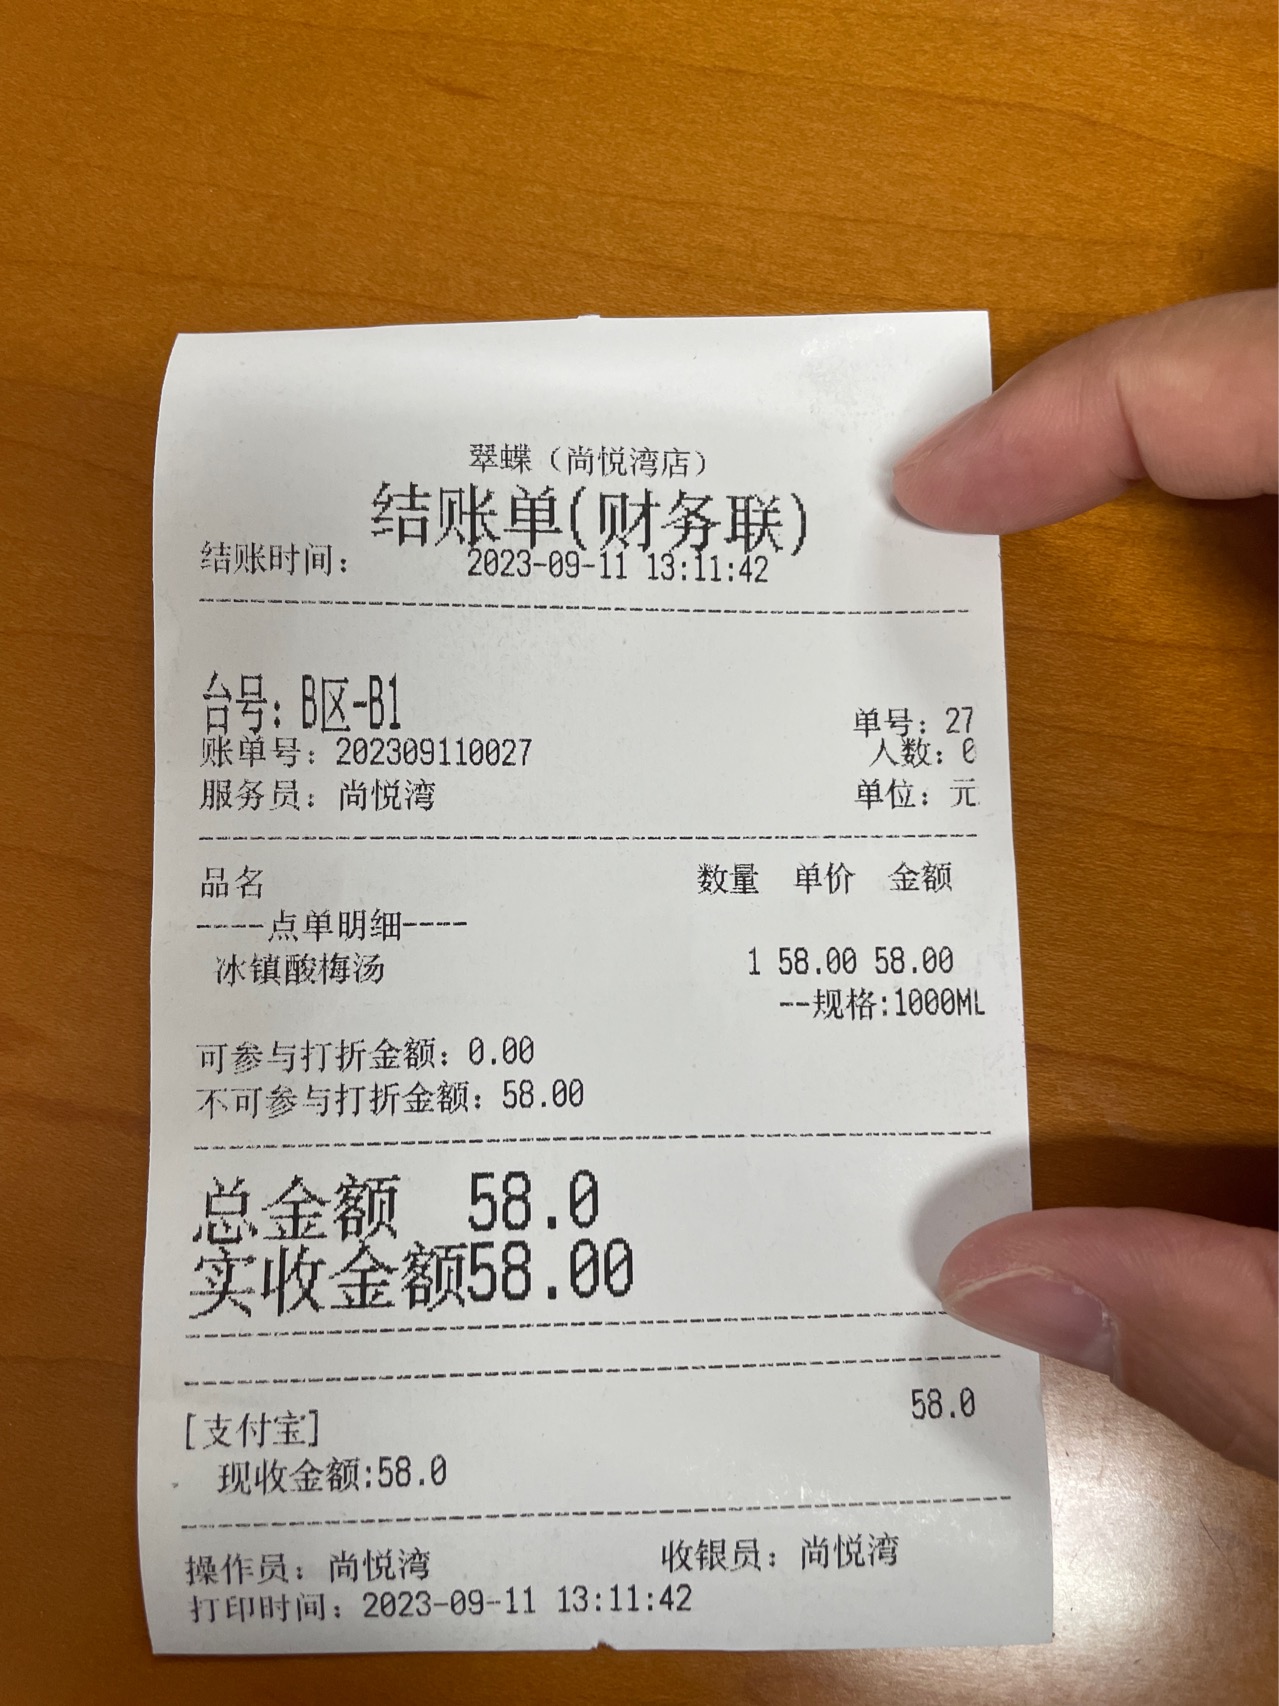 翠蝶（尚悦湾店）
结账单(财务联)
结账时间： 2023-09-11 13:11:42
台号：B区-B1
单号：27
账单号：202309110027 人数：0
服务员：尚悦湾 单位：元
品名 数量 单价 金额
----点单明细----
冰镇酸梅汤 1 58.00 58.00
--规格:1000ML
可参与打折金额：0.00
不可参与打折金额：58.00
总金额 58.0
实收金额58.00
[支付宝] 58.0
现收金额:58.0
操作员：尚悦湾 收银员：尚悦湾
打印时间：2023-09-11 13:11:42